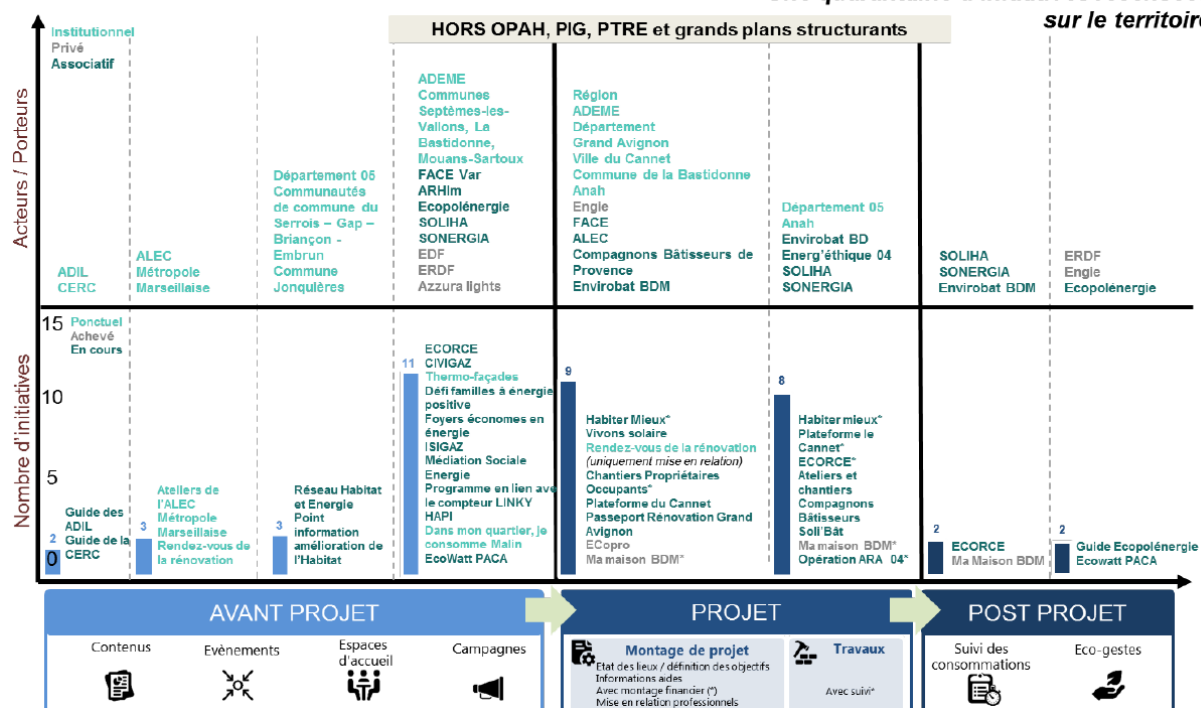 sur le territoir
HORS OPAH, PIG, PTRE et grands plans structurants
Acteurs / Porteurs
Institutionnel
Privé
Associatif
ADIL
CERC
ALEC
Métropole
Marseillaise
Département 05
Communautés
de commune du
Serrois – Gap –
Briançon -
Embrun
Commune
Jonquières
ADEME
Communes
Septèmes-les-
Vallons, La
Bastidonne,
Mouans-Sartoux
FACE Var
ARHIm
Ecopolénergie
SOLIHA
SONERGIA
EDF
ERDF
Azzura lights
Région
ADEME
Département
Grand Avignon
Ville du Cannet
Commune de la Bastidonne
Anah
Engie
FACE
ALEC
Compagnons Bâtisseurs de
Provence
Envirobat BDM
Département 05
Anah
Envirobat BD
Energ'éthique 04
SOLIHA
SONERGIA
SOLIHA
SONERGIA
Envirobat BDM
ERDF
Engie
Ecopolénergie
Nombre d'initiatives
15
10
5
0
Ponctuel
Achevé
En cours
2
Guide des
ADIL
Guide de la
CERC
3
Ateliers de
l'ALEC
Métropole
Marseillaise
Rendez-vous de
la rénovation
3
Réseau Habitat
et Energie
Point
information
amélioration de
l'Habitat
11
ECORCE
CIVIGAZ
Thermo-façades
Défi familles à énergie
positive
Foyers économes en
énergie
ISIGAZ
Médiation Sociale
Energie
Programme en lien ave
le compteur LINKY
HAPI
Dans mon quartier, je
consomme Malin
EcoWatt PACA
9
Habiter Mieux*
Vivons solaire
Rendez-vous de la rénovation
(uniquement mise en relation)
Chantiers Propriétaires
Occupants*
Plateforme du Cannet
Passeport Rénovation Grand
Avignon
ECopro
Ma maison BDM*
8
Habiter mieux*
Plateforme le
Cannet*
ECORCE*
Ateliers et
chantiers
Compagnons
Bâtisseurs
Soli'Bât
Ma maison BDM*
Opération ARA 04*
2
ECORCE
Ma Maison BDM
2
Guide Ecopolénergie
Ecowatt PACA
AVANT PROJET
Contenus
Evènements
Espaces
d'accueil
Campagnes
PROJET
Montage de projet
Etat des lieux / définition des objectifs
Informations aides
Avec montage financier (*)
Mise en relation professionnels
Travaux
Avec suivi*
POST PROJET
Suivi des
consommations
Eco-gestes